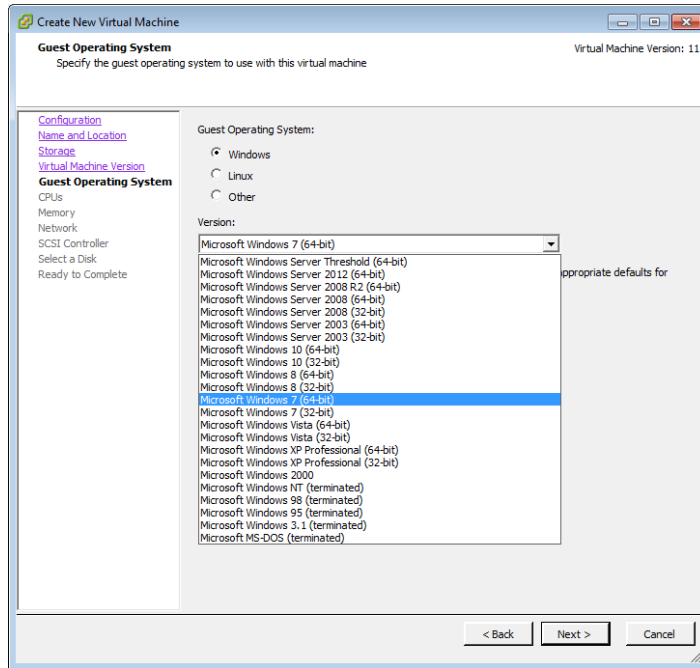 Create New Virtual Machine
Guest Operating System
Virtual Machine Version: 11
Specify the guest operating system to use with this virtual machine
Configuration
Name and Location
Storage
Virtual Machine Version
Guest Operating System
CPUs
Memory
Network
SCSI Controller
Select a Disk
Ready to Complete
Guest Operating System:
Windows
Linux
Other
Version:
Microsoft Windows 7 (64-bit)
Microsoft Windows Server Threshold (64-bit)
Microsoft Windows Server 2012 (64-bit)
Microsoft Windows Server 2008 R2 (64-bit)
Microsoft Windows Server 2008 (64-bit)
Microsoft Windows Server 2008 (32-bit)
Microsoft Windows Server 2003 (64-bit)
Microsoft Windows Server 2003 (32-bit)
Microsoft Windows 10 (64-bit)
Microsoft Windows 10 (32-bit)
Microsoft Windows 8 (64-bit)
Microsoft Windows 8 (32-bit)
Microsoft Windows 7 (64-bit)
Microsoft Windows 7 (32-bit)
Microsoft Windows Vista (64-bit)
Microsoft Windows Vista (32-bit)
Microsoft Windows XP Professional (64-bit)
Microsoft Windows XP Professional (32-bit)
Microsoft Windows 2000
Microsoft Windows NT (terminated)
Microsoft Windows 98 (terminated)
Microsoft Windows 95 (terminated)
Microsoft Windows 3.1 (terminated)
Microsoft MS-DOS (terminated)
appropriate defaults for
< Back
Next >
Cancel